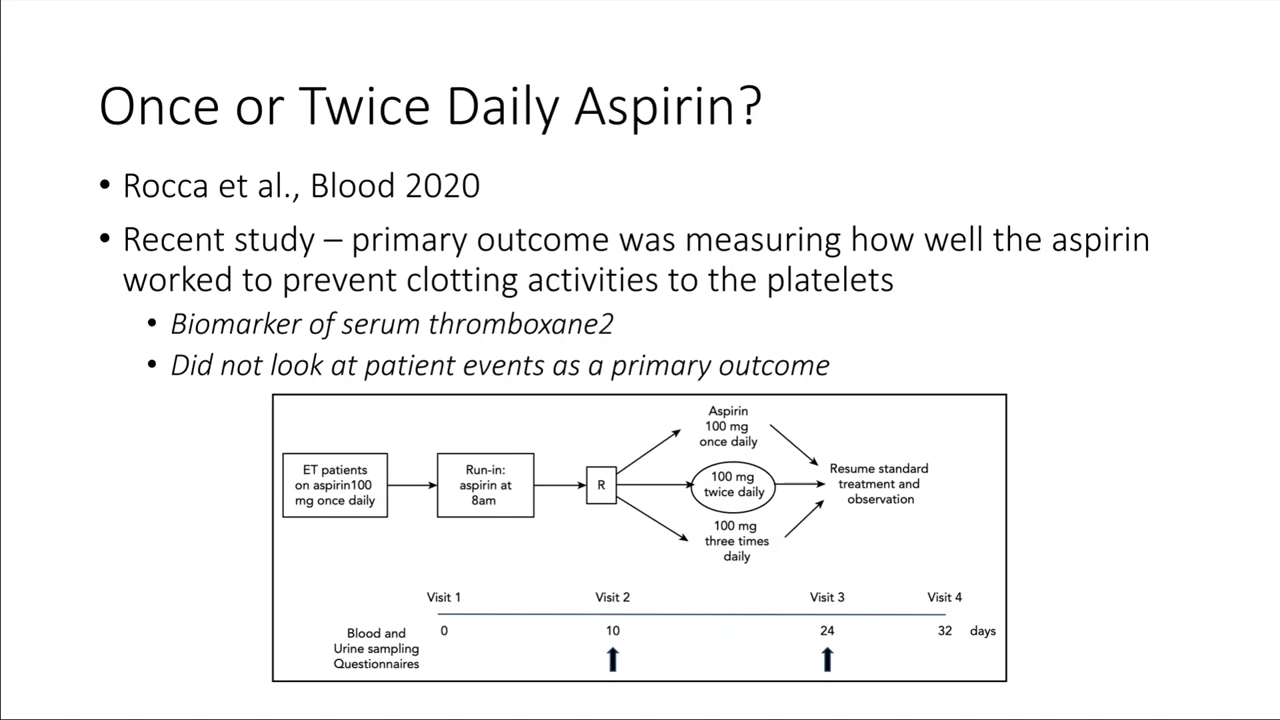 Once or Twice Daily Aspirin?
• Rocca et al., Blood 2020
• Recent study – primary outcome was measuring how well the aspirin
worked to prevent clotting activities to the platelets
• Biomarker of serum thromboxane2
• Did not look at patient events as a primary outcome
ET patients
on aspirin100
mg once daily
Run-in:
aspirin at
8am
R
Aspirin
100 mg
once daily
100 mg
twice daily
100 mg
three times
daily
Resume standard
treatment and
observation
Visit 1
Visit 2
Visit 3
Visit 4
Blood and
Urine sampling
Questionnaires
0
10
24
32
days